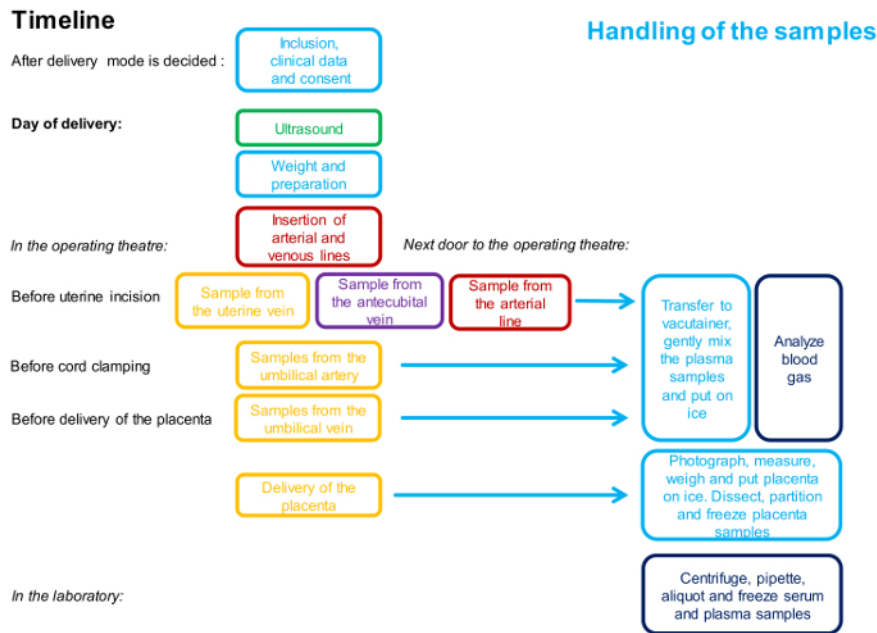 Timeline
Handling of the samples
After delivery mode is decided :
Inclusion,
clinical data
and consent
Day of delivery:
Ultrasound
Weight and
preparation
In the operating theatre:
Insertion of
arterial and
venous lines
Next door to the operating theatre:
Before uterine incision
Sample from
the uterine vein
Sample from
the antecubital
vein
Sample from
the arterial
line
Transfer to
vacutainer,
gently mix
the plasma
samples
and put on
ice
Analyze
blood
gas
Before cord clamping
Samples from the
umbilical artery
Before delivery of the placenta
Samples from the
umbilical vein
Delivery of the
placenta
Photograph, measure,
weigh and put placenta
on ice. Dissect, partition
and freeze placenta
samples
In the laboratory:
Centrifuge, pipette,
aliquot and freeze serum
and plasma samples